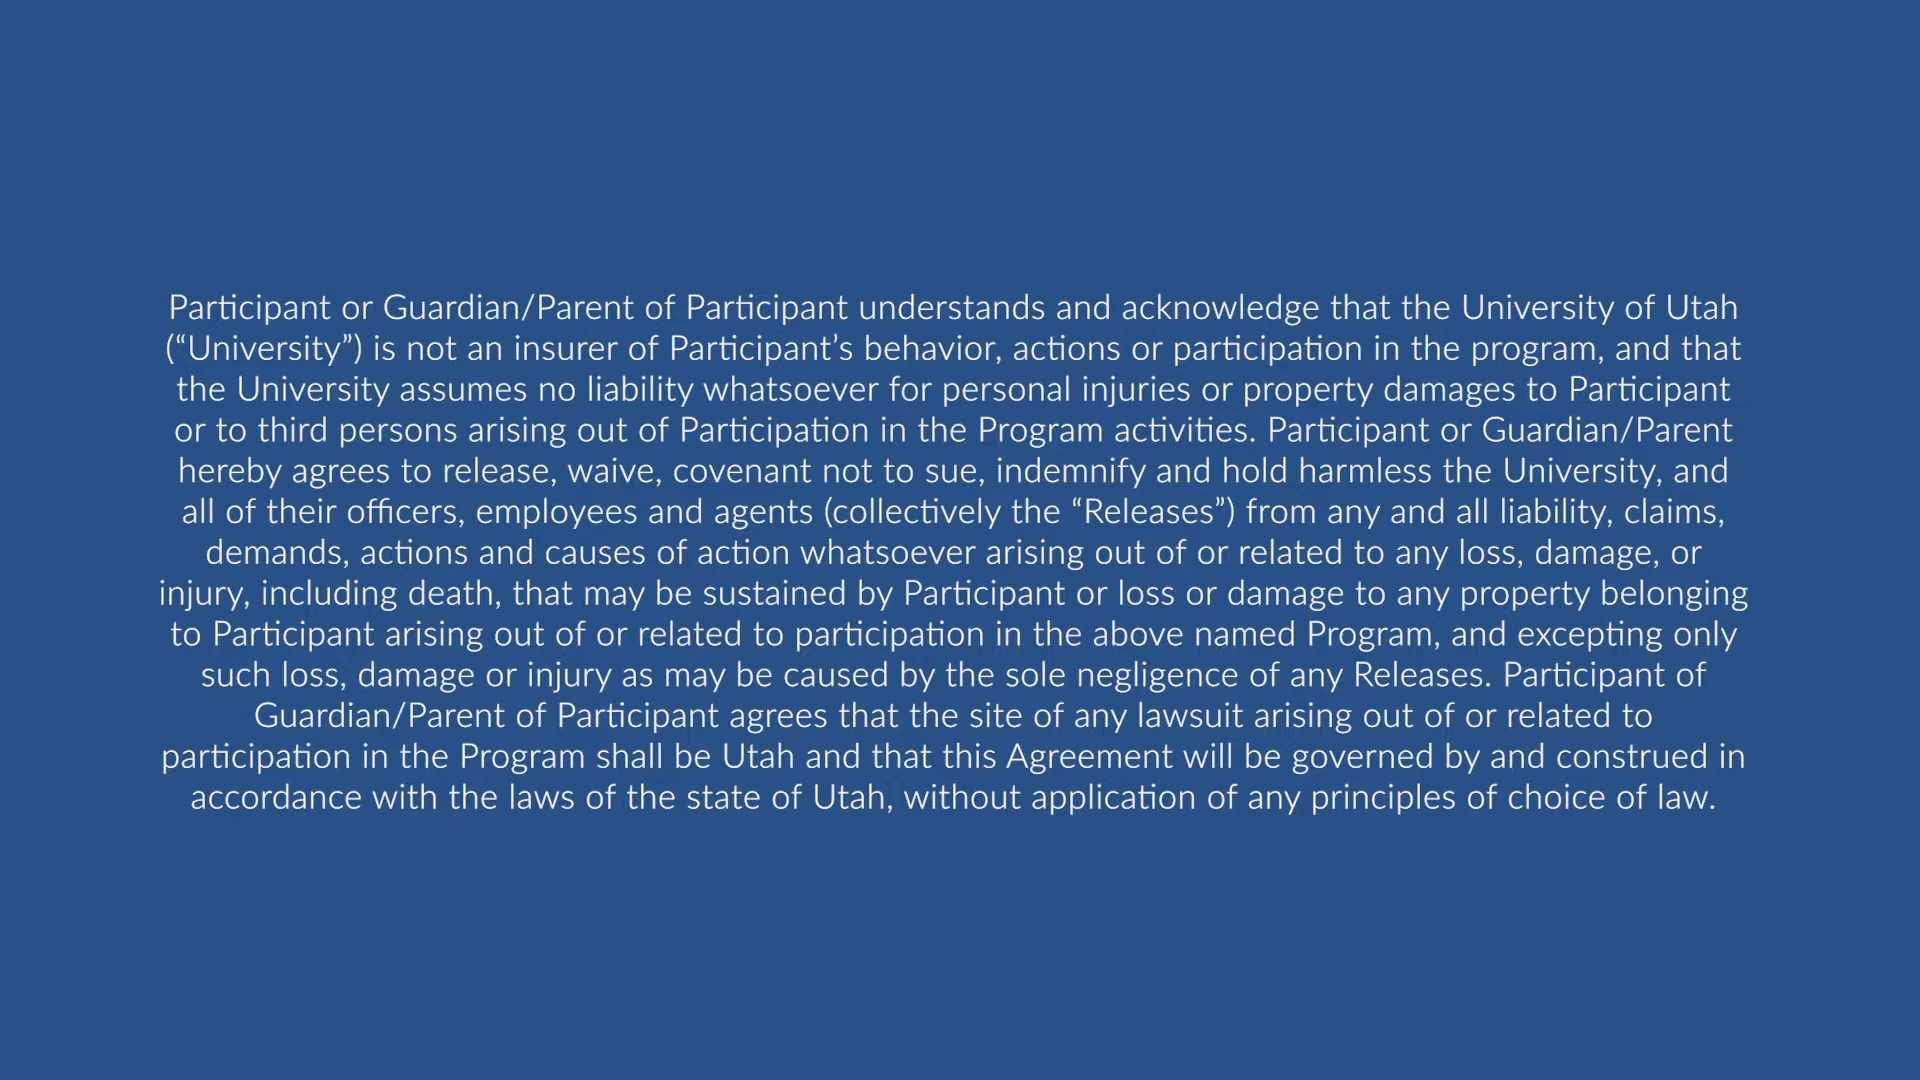 Participant or Guardian/Parent of Participant understands and acknowledge that the University of Utah
(“University”) is not an insurer of Participant’s behavior, actions or participation in the program, and that
the University assumes no liability whatsoever for personal injuries or property damages to Participant
or to third persons arising out of Participation in the Program activities. Participant or Guardian/Parent
hereby agrees to release, waive, covenant not to sue, indemnify and hold harmless the University, and
all of their officers, employees and agents (collectively the “Releases”) from any and all liability, claims,
demands, actions and causes of action whatsoever arising out of or related to any loss, damage, or
injury, including death, that may be sustained by Participant or loss or damage to any property belonging
to Participant arising out of or related to participation in the above named Program, and excepting only
such loss, damage or injury as may be caused by the sole negligence of any Releases. Participant of
Guardian/Parent of Participant agrees that the site of any lawsuit arising out of or related to
participation in the Program shall be Utah and that this Agreement will be governed by and construed in
accordance with the laws of the state of Utah, without application of any principles of choice of law.